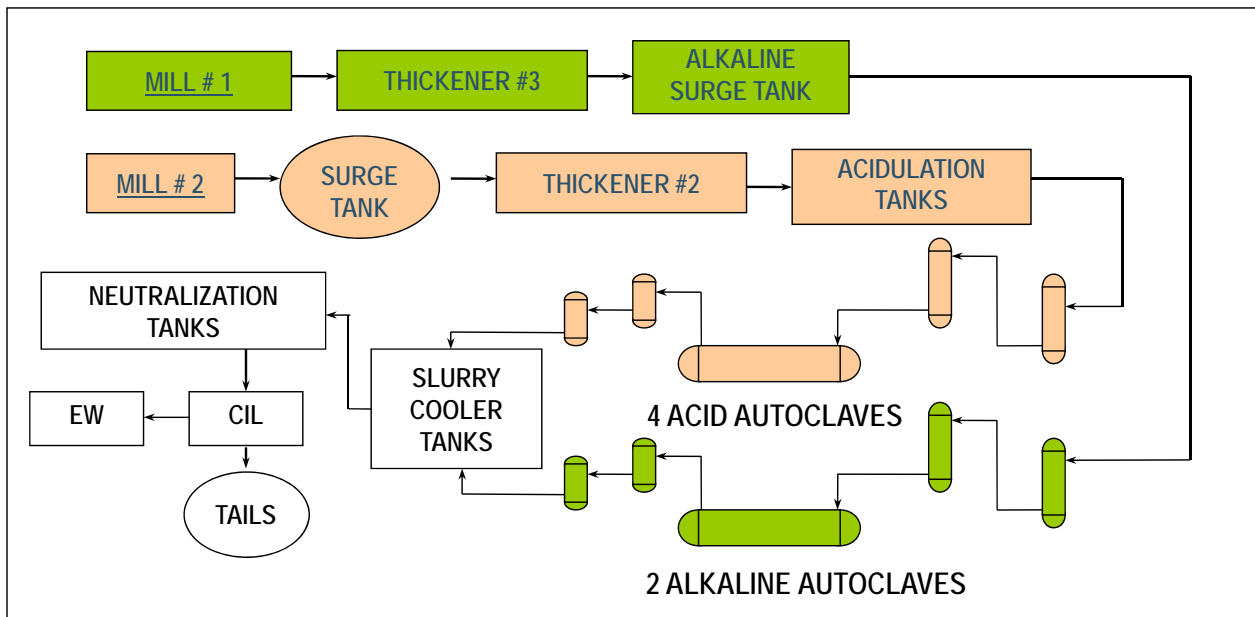 MILL # 1
THICKENER #3
ALKALINE
SURGE TANK
MILL # 2
SURGE
TANK
THICKENER #2
ACIDULATION
TANKS
NEUTRALIZATION
TANKS
SLURRY
COOLER
TANKS
4 ACID AUTOCLAVES
EW
CIL
TAILS
2 ALKALINE AUTOCLAVES